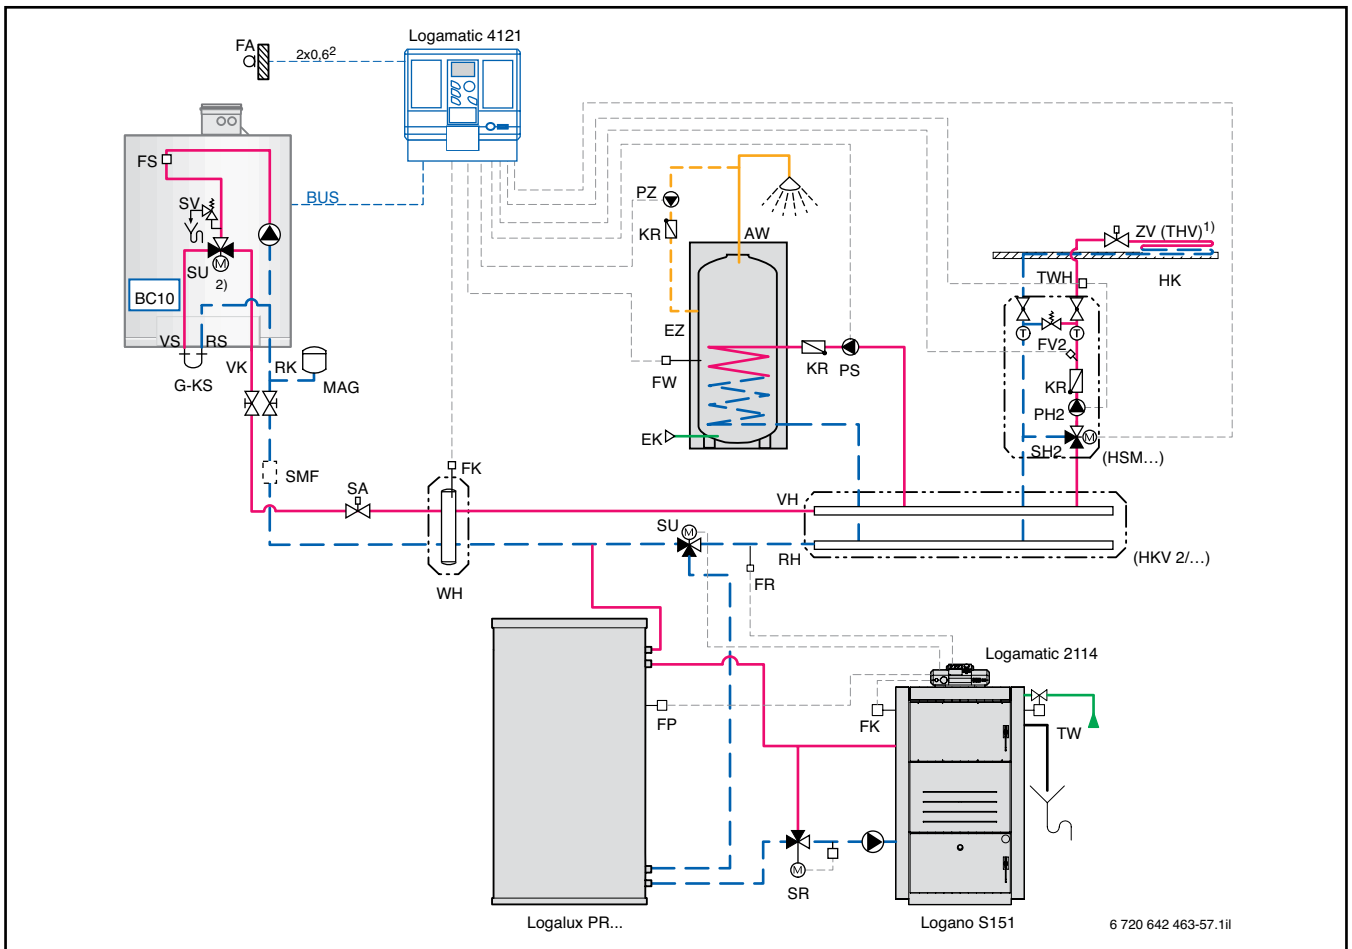 Logamatic 4121
FA
2x0,6²
FS
BUS
SV
PZ
KR
AW
ZV (THV)¹⁾
SU
M
2)
TWH
HK
BC10
EZ
T
T
FV2
VS
RS
VK
RK
G-KS
MAG
FW
KR
PS
KR
PH2
EK
M
SH2
(HSM...)
FK
SMF
SA
VH
SU
M
RH
(HKV 2/...)
WH
FR
Logamatic 2114
FP
FK
TW
M
SR
Logalux PR...
Logano S151
6 720 642 463-57.1il